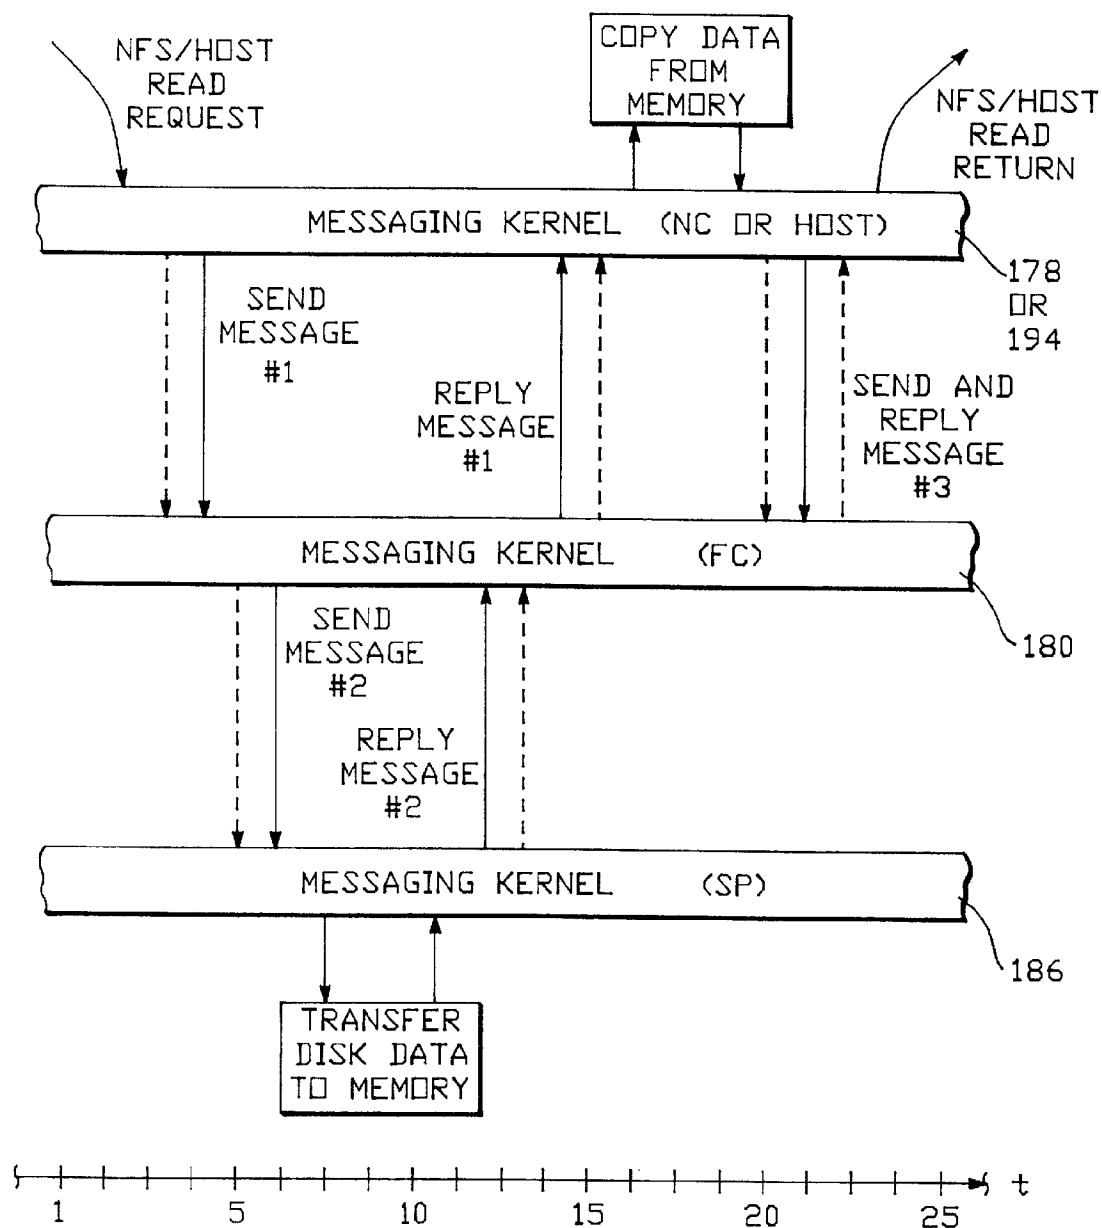 NFS/HOST
READ
REQUEST
COPY DATA
FROM
MEMORY
NFS/HOST
READ
RETURN
MESSAGING KERNEL (NC OR HOST)
178
OR
194
SEND
MESSAGE
#1
REPLY
MESSAGE
#1
SEND AND
REPLY
MESSAGE
#3
MESSAGING KERNEL (FC)
180
SEND
MESSAGE
#2
REPLY
MESSAGE
#2
MESSAGING KERNEL (SP)
186
TRANSFER
DISK DATA
TO MEMORY
t
1 5 10 15 20 25